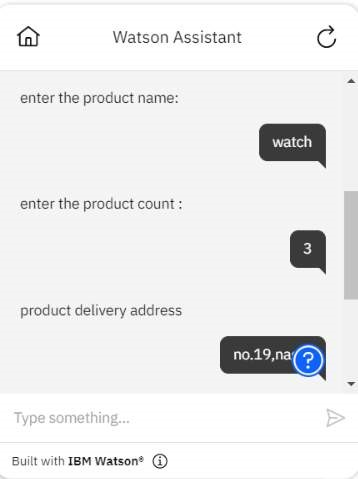 Watson Assistant
enter the product name:
watch
enter the product count :
3
product delivery address
no.19,na
?
Type something...
Built with IBM Watson®